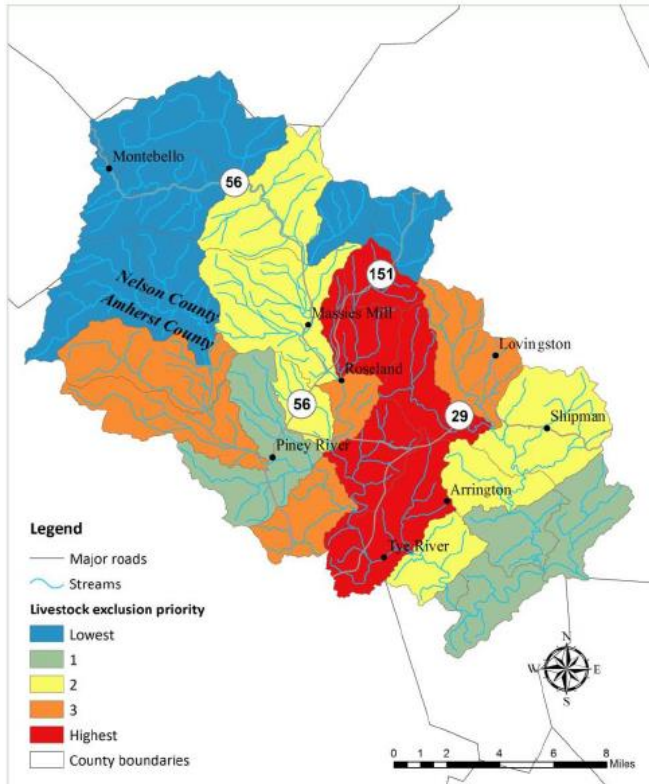 Montebello
56
151
Nelson County
Amherst County
Massies Mill
Lovington
Roseland
56
29
Shipman
Piney River
Arrington
Tye River
Legend
Major roads
Streams
Livestock exclusion priority
Lowest
1
2
3
Highest
County boundaries
N
W E
S
0 2 4 6 8
Miles